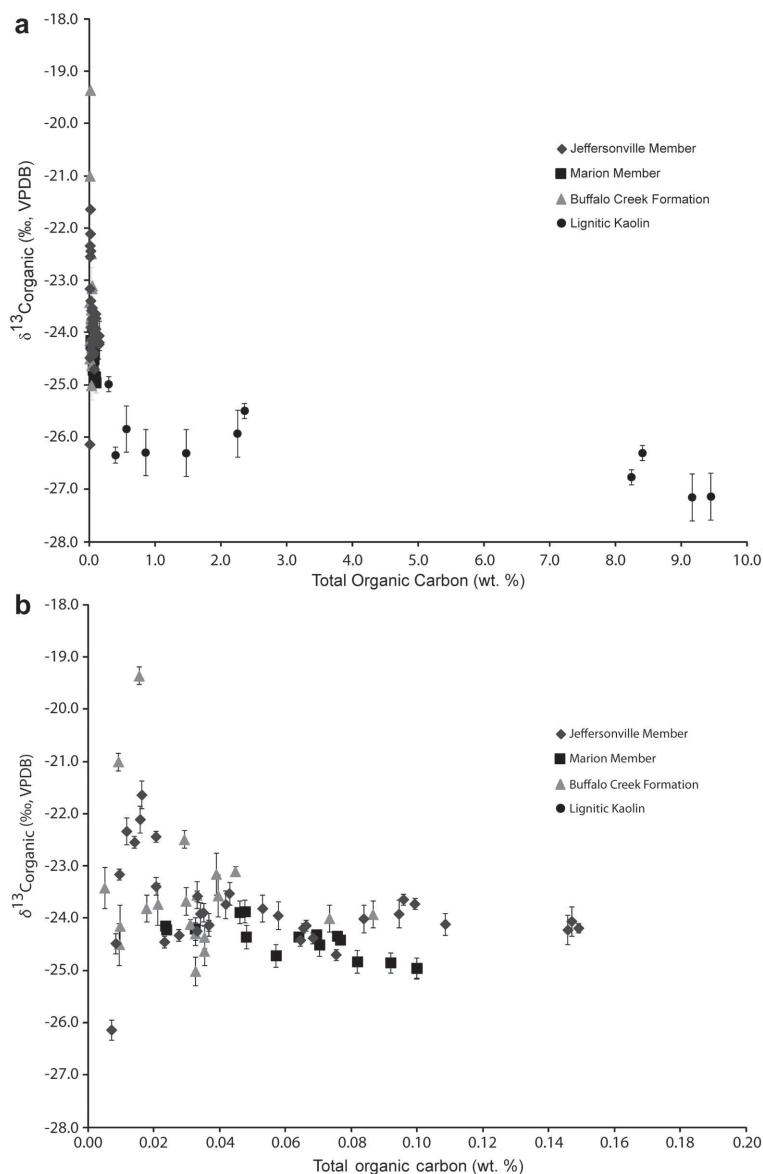 a
-18.0
-19.0
-20.0
-21.0
-22.0
-23.0
-24.0
-25.0
-26.0
-27.0
-28.0
δ13Corganic (‰, VPDB)
Jeffersonville Member
Marion Member
Buffalo Creek Formation
Lignitic Kaolin
0.0 1.0 2.0 3.0 4.0 5.0 6.0 7.0 8.0 9.0 10.0
Total Organic Carbon (wt. %)
b
-18.0
-19.0
-20.0
-21.0
-22.0
-23.0
-24.0
-25.0
-26.0
-27.0
-28.0
δ13Corganic (‰, VPDB)
Jeffersonville Member
Marion Member
Buffalo Creek Formation
Lignitic Kaolin
0.00 0.02 0.04 0.06 0.08 0.10 0.12 0.14 0.16 0.18 0.20
Total organic carbon (wt. %)